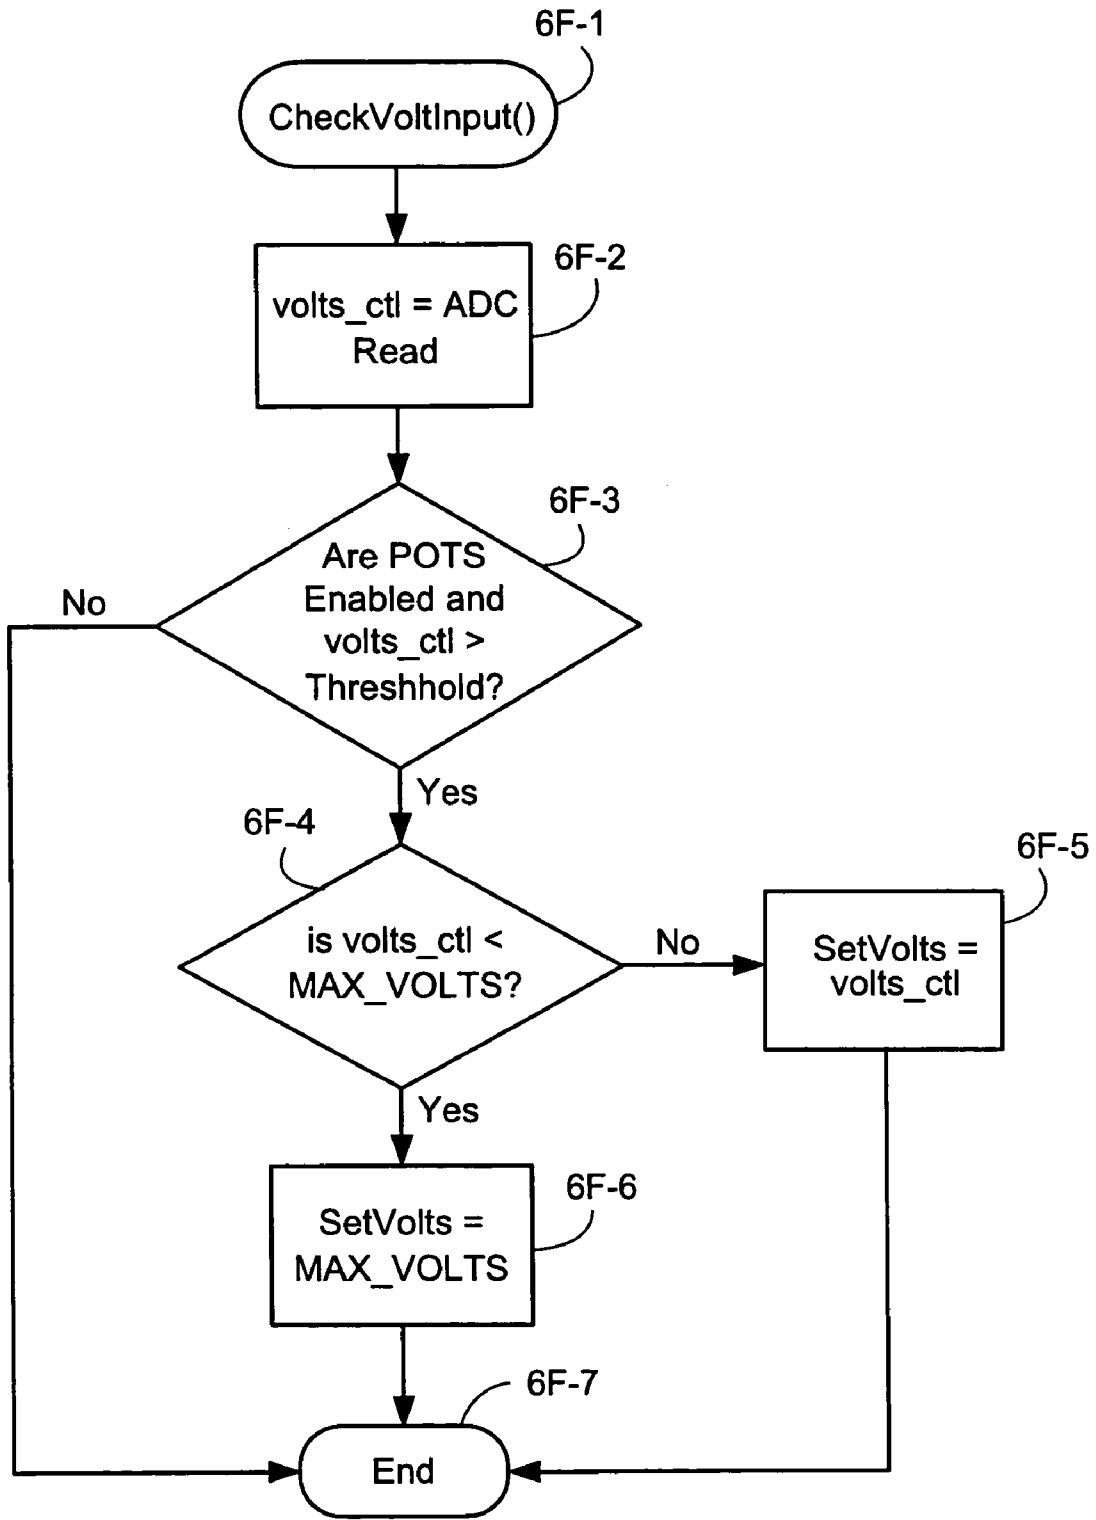 6F-1
CheckVoltInput()
6F-2
volts_ctl = ADC
Read
6F-3
Are POTS
Enabled and
volts_ctl >
Threshhold?
No
Yes
6F-4
is volts_ctl <
MAX_VOLTS?
No
6F-5
SetVolts =
volts_ctl
Yes
6F-6
SetVolts =
MAX_VOLTS
6F-7
End